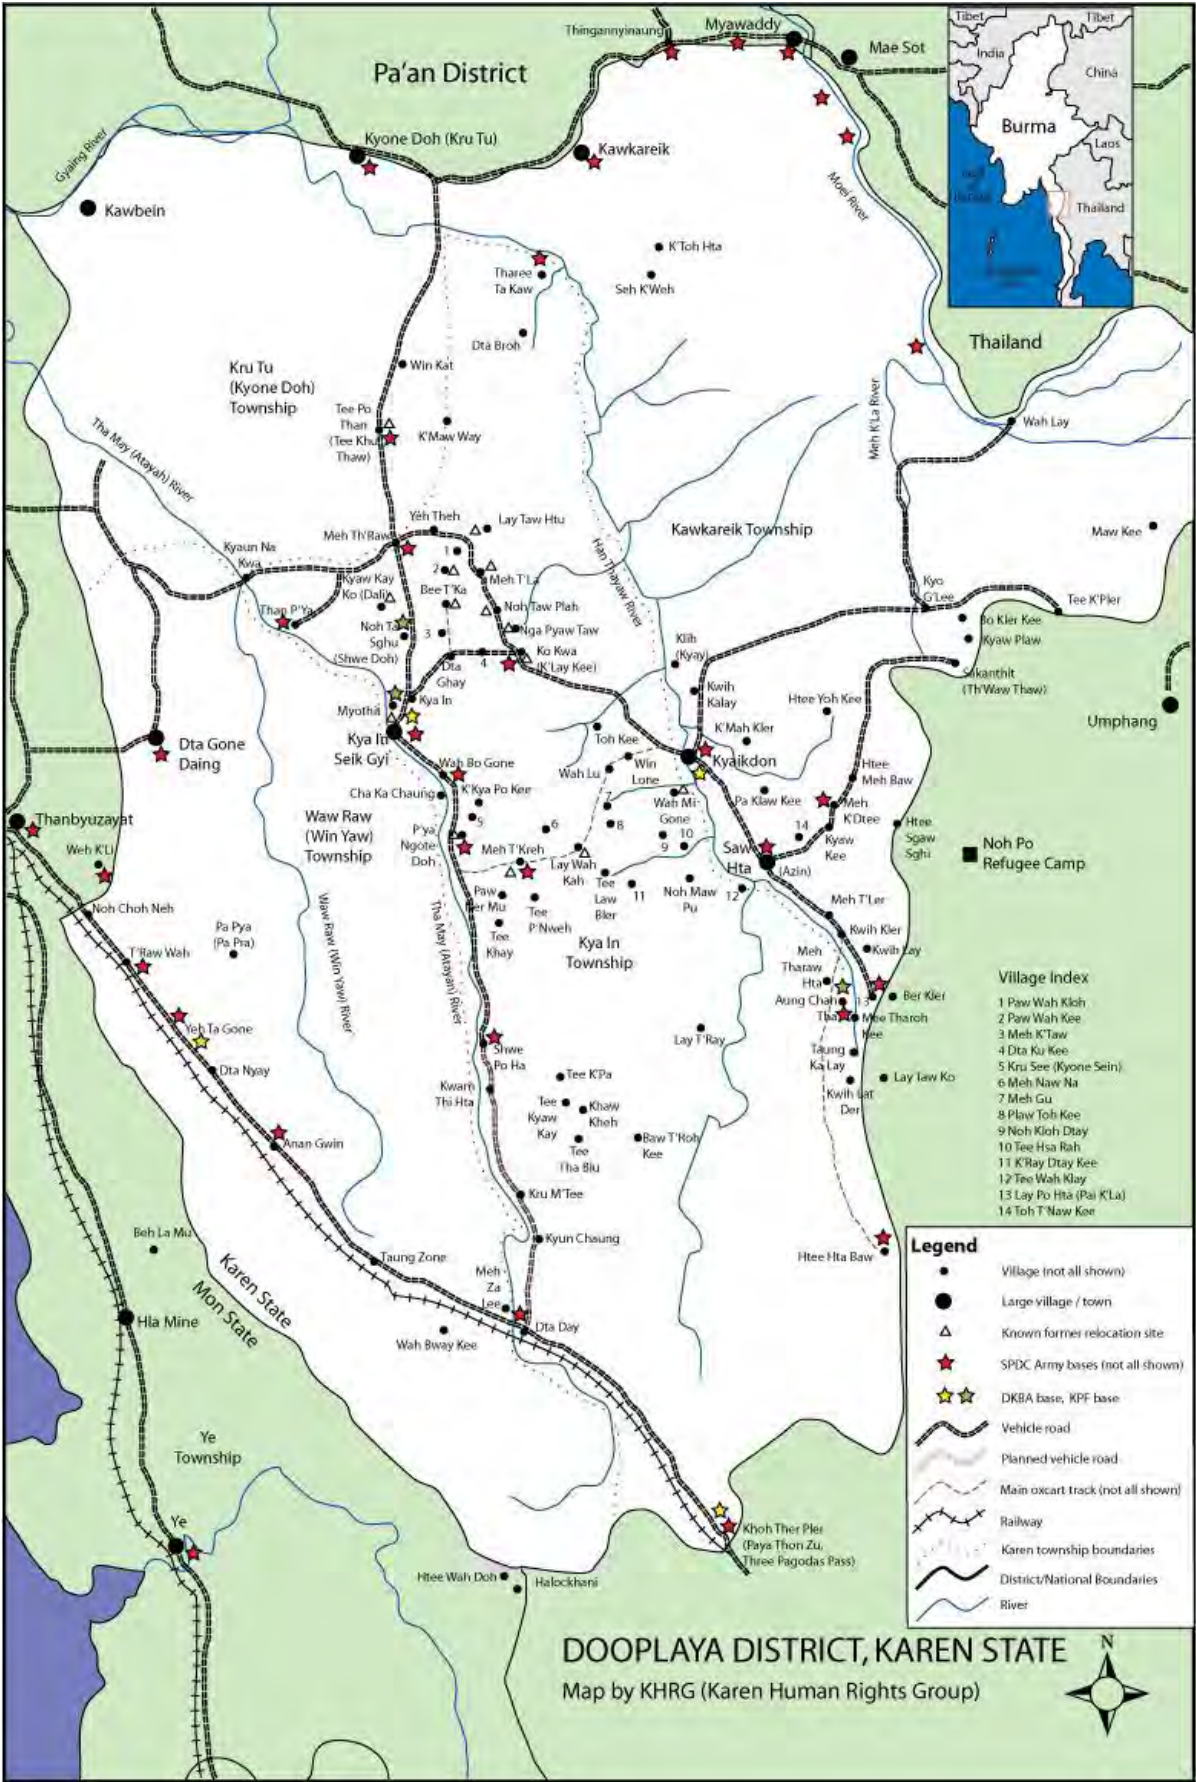 Thingannyinaung
Myawaddy
Mae Sot
Pa'an District
Kyone Doh (Kru Tu)
Kawkareik
Gyaing River
Kawbein
Moei River
Tibet
Tibet
India
China
Burma
Laos
Thailand
K'Toh Hta
Tharee
Ta Kaw
Seh K'Weh
Dta Broh
Thailand
Win Kat
Kru Tu
(Kyone Doh)
Township
Tee Po
Than
(Tee Khu
Thaw)
K'Maw Way
Meh K'La River
Wah Lay
Tha May (Atayah) River
Yeh Theh
Lay Taw Htu
Meh Th'Raw
Kawkareik Township
Maw Kee
Kyaun Na
Kwa
1
2
Meh T'La
Kyaw Kay
Ko (Dali)
Bee T'Ka
Han Thayaw River
Kyo
G'Lee
Tee K'Pler
Than P'Ya
Noh Taw Plah
Noh Ta
Sghu
(Shwe Doh)
3
Nga Pyaw Taw
Bo Kler Kee
Kyaw Plaw
Klih
(Kyay)
Ko Kwa
(K'Lay Kee)
4
Dta
Ghay
Sakanthit
(Th'Waw Thaw)
Kya In
Kwih
Kalay
Htee Yoh Kee
Myothit
Umphang
Kya In
Seik Gyi
Toh Kee
K'Mah Kler
Dta Gone
Daing
Wah Bo Gone
Win
Lone
Kyaikdon
Wah Lu
Htee
Meh Baw
Cha Ka Chaung
K'Kya Po Kee
7
Wah Mi
Gone
Pa Klaw Kee
Meh
K'Dtee
Thanbyuzayat
Waw Raw
(Win Yaw)
Township
5
6
8
P'ya
Ngote
Doh
10
9
14
Kyaw
Kee
Htee
Sgaw
Sghi
Weh K'Li
Meh T'Kreh
Saw
Hta
(Azin)
Noh Po
Refugee Camp
Lay Wah
Kah
Tee
Law
Bler
11
Noh Maw
Pu
12
Noh Choh Neh
Paw
Ner Mu
Tee
P'Nweh
Meh T'Ler
Waw Raw (Win Yaw) River
Tha May (Atayan) River
Pa Pya
(Pa Pra)
Tee
Khay
Kya In
Township
Kwih Kler
T'Raw Wah
Meh
Tharaw
Hta
Kwih Lay
Village Index
Aung Chan
Tha
13
Ber Kler
1 Paw Wah Kloh
2 Paw Wah Kee
3 Meh K'Taw
4 Dta Ku Kee
5 Kru See (Kyone Sein)
6 Meh Naw Na
7 Meh Gu
8 Plaw Toh Kee
9 Noh Kloh Dtay
10 Tee Hsa Rah
11 K'Ray Dtay Kee
12 Tee Wah Klay
13 Lay Po Hta (Pai K'La)
14 Toh T'Naw Kee
Mee Tharoh
Kee
Yeh Ta Gone
Lay T'Ray
Shwe
Po Ha
Taung
Ka Lay
Dta Nyay
Tee K'Pa
Lay Taw Ko
Kwam
Thi Hta
Kwih Lat
Der
Tee
Kyaw
Kay
Khaw
Kheh
Anan Gwin
Tee
Tha Blu
Baw T'Roh
Kee
Kru M'Tee
Beh La Mu
Kyun Chaung
Htee Hta Baw
Taung Zone
Karen State
Mon State
Meh
Za
Lee
Hla Mine
Dta Day
Wah Bway Kee
Ye
Township
Legend
Village (not all shown)
Large village / town
Known former relocation site
SPDC Army bases (not all shown)
DKBA base, KPF base
Vehicle road
Planned vehicle road
Main oxcart track (not all shown)
Railway
Karen township boundaries
District/National Boundaries
River
Ye
Khoh Ther Pler
(Paya Thon Zu,
Three Pagodas Pass)
Htee Wah Doh
Halockhani
DOOPLAYA DISTRICT, KAREN STATE
Map by KHRG (Karen Human Rights Group)
N